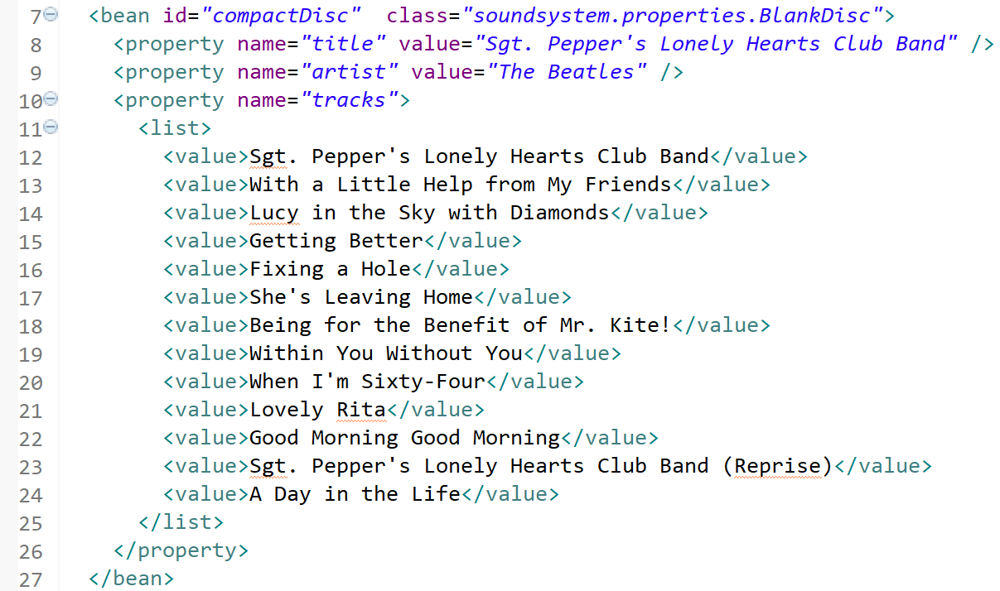 7 <bean id="compactDisc"  class="soundsystem.properties.BlankDisc">
8 <property name="title" value="Sgt. Pepper's Lonely Hearts Club Band" />
9 <property name="artist" value="The Beatles" />
10 <property name="tracks">
11 <list>
12 <value>Sgt. Pepper's Lonely Hearts Club Band</value>
13 <value>With a Little Help from My Friends</value>
14 <value>Lucy in the Sky with Diamonds</value>
15 <value>Getting Better</value>
16 <value>Fixing a Hole</value>
17 <value>She's Leaving Home</value>
18 <value>Being for the Benefit of Mr. Kite!</value>
19 <value>Within You Without You</value>
20 <value>When I'm Sixty-Four</value>
21 <value>Lovely Rita</value>
22 <value>Good Morning Good Morning</value>
23 <value>Sgt. Pepper's Lonely Hearts Club Band (Reprise)</value>
24 <value>A Day in the Life</value>
25 </list>
26 </property>
27 </bean>